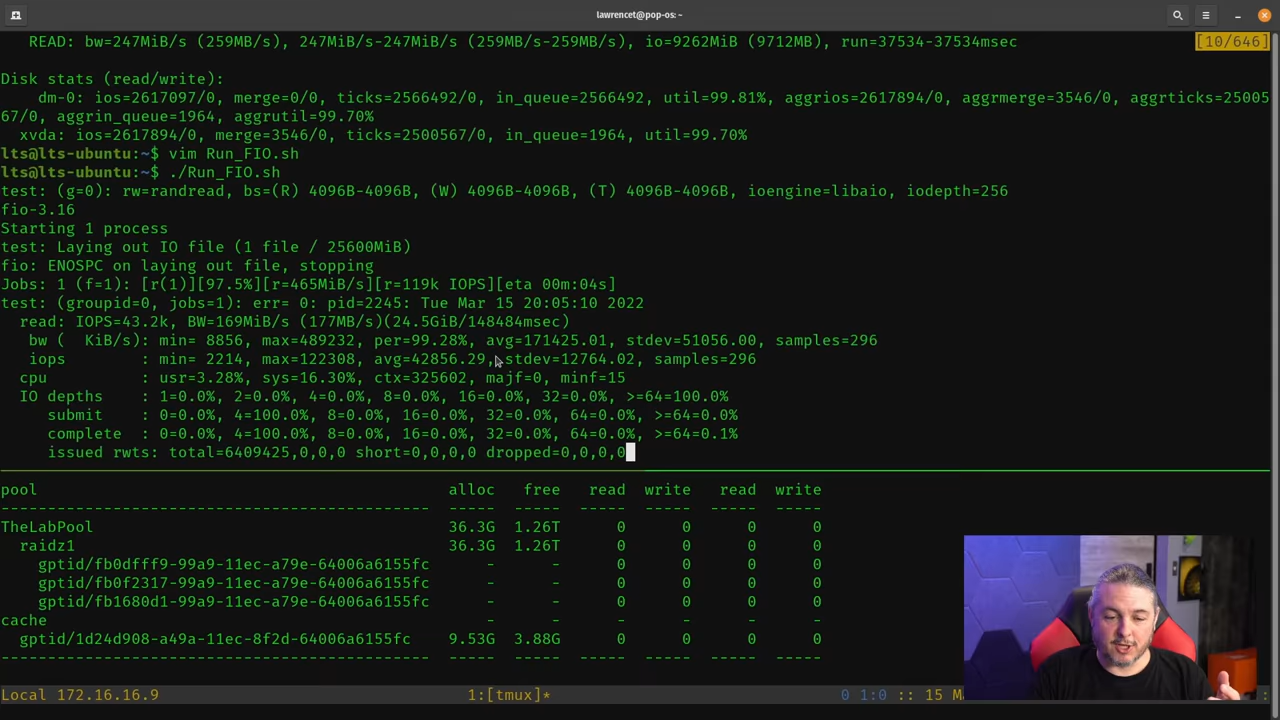 lawrencet@pop-os: ~
READ: bw=247MiB/s (259MB/s), 247MiB/s-247MiB/s (259MB/s-259MB/s), io=9262MiB (9712MB), run=37534-37534msec
[10/646]
Disk stats (read/write):
dm-0: ios=2617097/0, merge=0/0, ticks=2566492/0, in_queue=2566492, util=99.81%, aggrios=2617894/0, aggrmerge=3546/0, aggrticks=25005
67/0, aggrin_queue=1964, aggrutil=99.70%
xvda: ios=2617894/0, merge=3546/0, ticks=2500567/0, in_queue=1964, util=99.70%
lts@lts-ubuntu:~$ vim Run_FIO.sh
lts@lts-ubuntu:~$ ./Run_FIO.sh
test: (g=0): rw=randread, bs=(R) 4096B-4096B, (W) 4096B-4096B, (T) 4096B-4096B, ioengine=libaio, iodepth=256
fio-3.16
Starting 1 process
test: Laying out IO file (1 file / 25600MiB)
fio: ENOSPC on laying out file, stopping
Jobs: 1 (f=1): [r(1)][97.5%][r=465MiB/s][r=119k IOPS][eta 00m:04s]
test: (groupid=0, jobs=1): err= 0: pid=2245: Tue Mar 15 20:05:10 2022
read: IOPS=43.2k, BW=169MiB/s (177MB/s)(24.5GiB/148484msec)
bw (  KiB/s): min= 8856, max=489232, per=99.28%, avg=171425.01, stdev=51056.00, samples=296
iops        : min= 2214, max=122308, avg=42856.29, stdev=12764.02, samples=296
cpu          : usr=3.28%, sys=16.30%, ctx=325602, majf=0, minf=15
IO depths    : 1=0.0%, 2=0.0%, 4=0.0%, 8=0.0%, 16=0.0%, 32=0.0%, >=64=100.0%
submit    : 0=0.0%, 4=100.0%, 8=0.0%, 16=0.0%, 32=0.0%, 64=0.0%, >=64=0.0%
complete  : 0=0.0%, 4=100.0%, 8=0.0%, 16=0.0%, 32=0.0%, 64=0.0%, >=64=0.1%
issued rwts: total=6409425,0,0,0 short=0,0,0,0 dropped=0,0,0,0
pool alloc free read write read write
---------------------------------------- ----- ----- ----- ----- ----- -----
TheLabPool 36.3G 1.26T 0 0 0 0
raidz1 36.3G 1.26T 0 0 0 0
gptid/fb0dfff9-99a9-11ec-a79e-64006a6155fc - - 0 0 0 0
gptid/fb0f2317-99a9-11ec-a79e-64006a6155fc - - 0 0 0 0
gptid/fb1680d1-99a9-11ec-a79e-64006a6155fc - - 0 0 0 0
cache - - - - - -
gptid/1d24d908-a49a-11ec-8f2d-64006a6155fc 9.53G 3.88G 0 0 0 0
---------------------------------------- ----- ----- ----- ----- ----- -----
Local 172.16.16.9 1:[tmux]* 0 1:0 :: 15 :